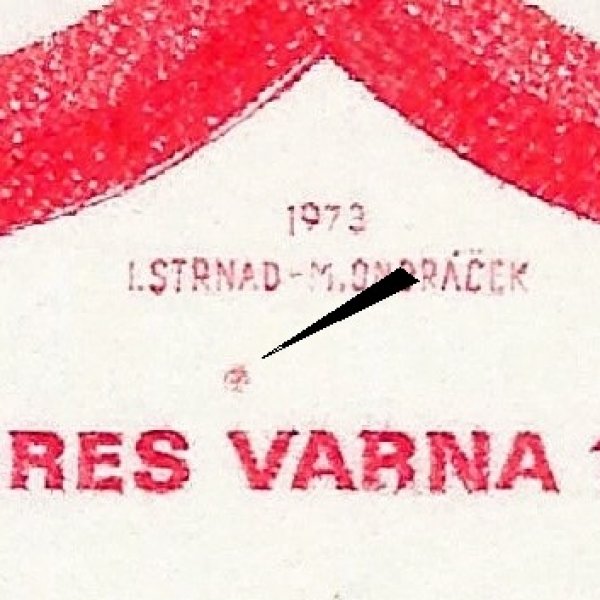 1973
I.STRNAD-M.ONDRÁČEK
RES VARNA